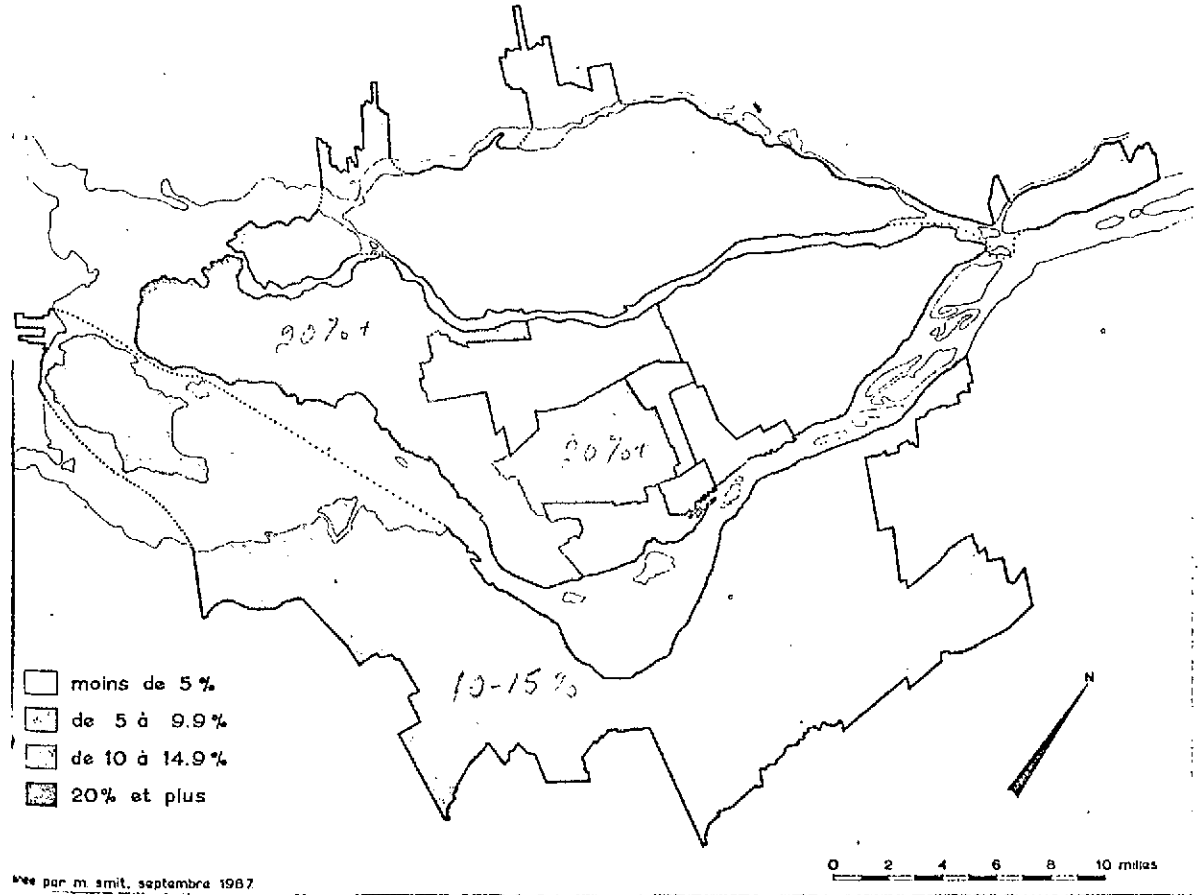 20%+
20%+
10-15%
moins de 5%
de 5 à 9.9%
de 10 à 14.9%
20% et plus
N
0 2 4 6 8 10 milles
par m. smit, septembre 1987